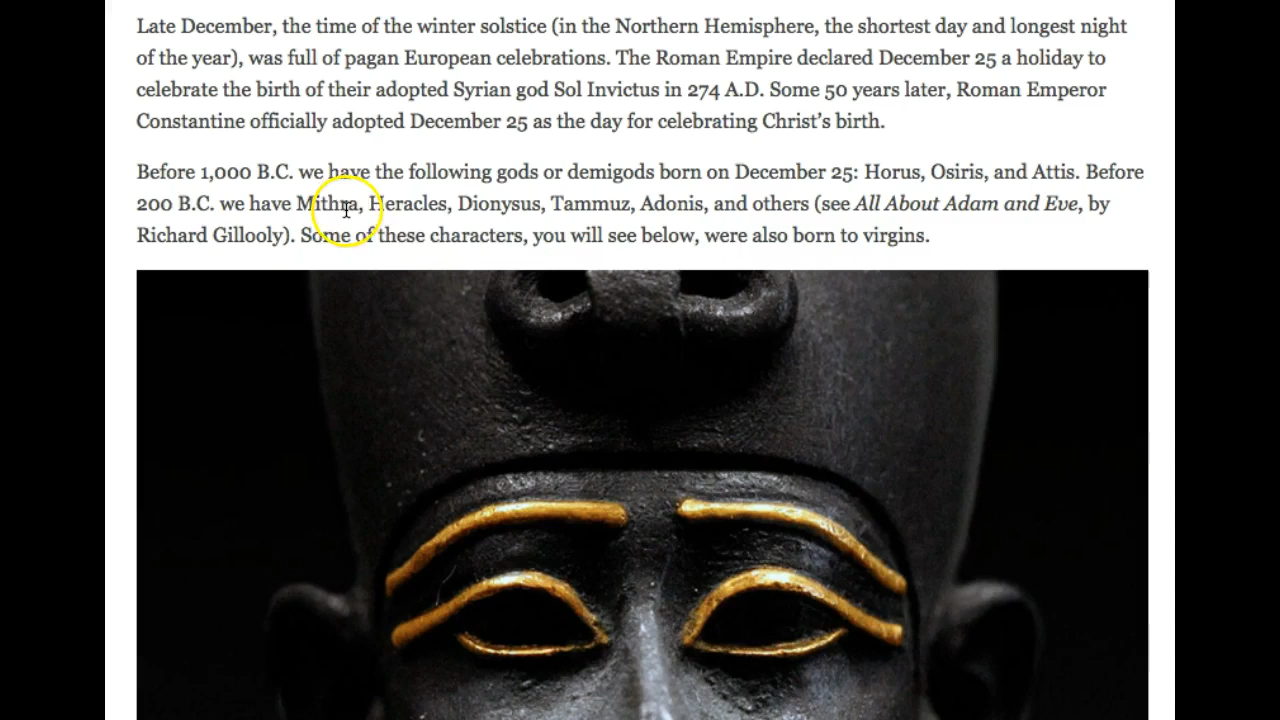 Late December, the time of the winter solstice (in the Northern Hemisphere, the shortest day and longest night
of the year), was full of pagan European celebrations. The Roman Empire declared December 25 a holiday to
celebrate the birth of their adopted Syrian god Sol Invictus in 274 A.D. Some 50 years later, Roman Emperor
Constantine officially adopted December 25 as the day for celebrating Christ’s birth.
Before 1,000 B.C. we have the following gods or demigods born on December 25: Horus, Osiris, and Attis. Before
200 B.C. we have Mithra, Heracles, Dionysus, Tammuz, Adonis, and others (see All About Adam and Eve, by
Richard Gillooly). Some of these characters, you will see below, were also born to virgins.